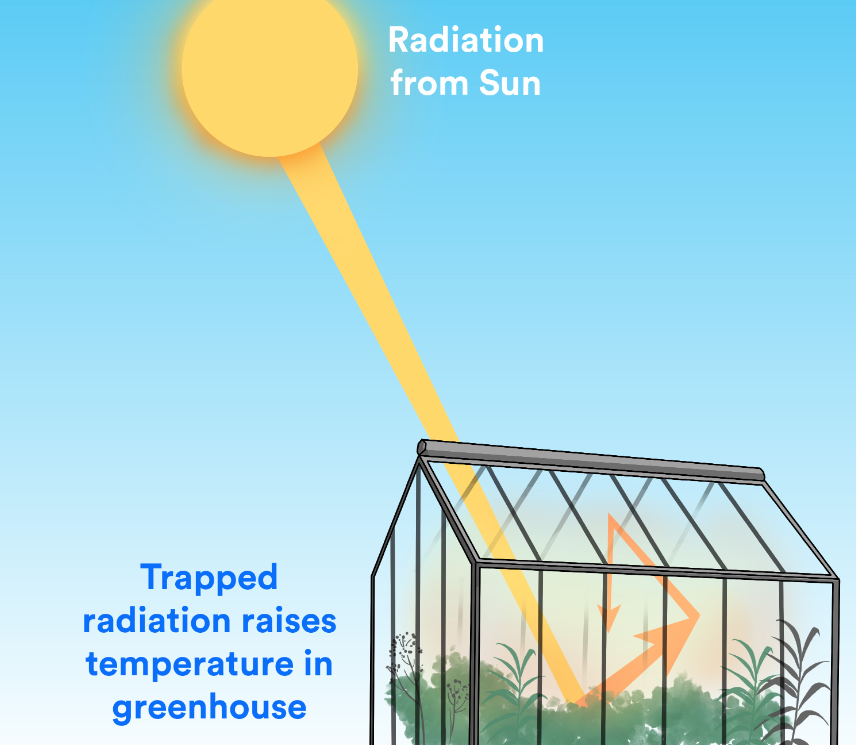 Radiation
from Sun
Trapped
radiation raises
temperature in
greenhouse